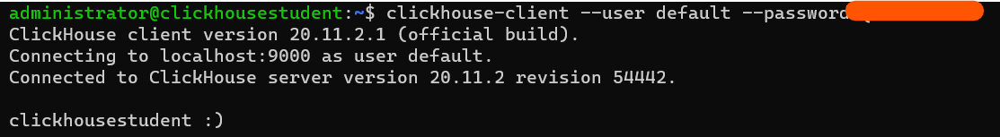 administrator@clickhousestudent:~$ clickhouse-client --user default --password
ClickHouse client version 20.11.2.1 (official build).
Connecting to localhost:9000 as user default.
Connected to ClickHouse server version 20.11.2 revision 54442.
clickhousestudent :)